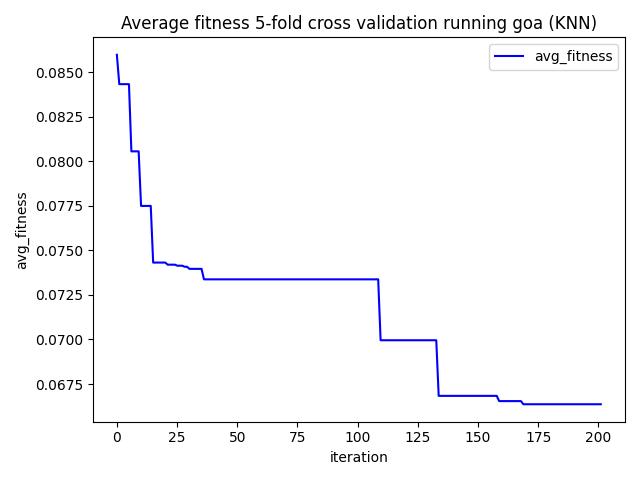 Average fitness 5-fold cross validation running goa (KNN)
avg_fitness
0.0850
0.0825
0.0800
0.0775
0.0750
0.0725
0.0700
0.0675
avg_fitness
0 25 50 75 100 125 150 175 200
iteration